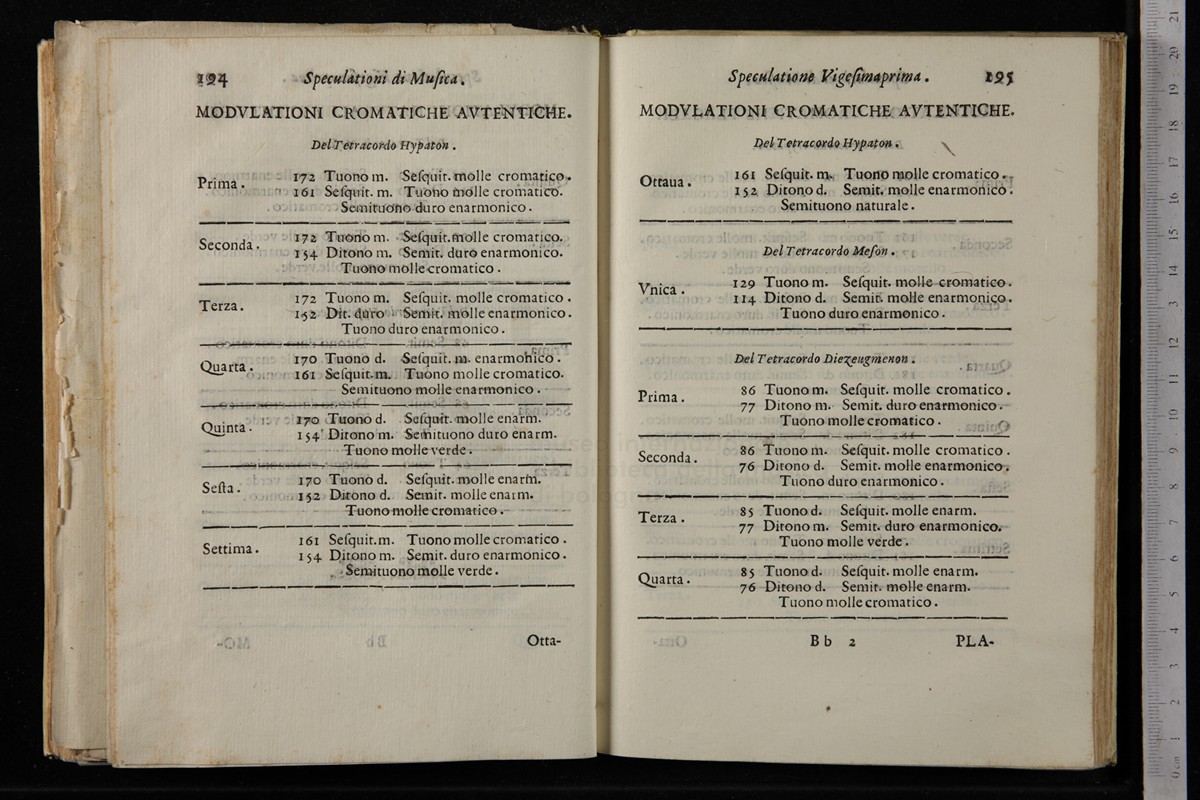 194 Speculationi di Muſica.
MODVLATIONI CROMATICHE AVTENTICHE.
Del Tetracordo Hypaton.
Prima. 172 Tuono m. Seſquit. molle cromatico.
161 Seſquit. m. Tuono molle cromatico.
Semituono duro enarmonico.
Seconda. 172 Tuono m. Seſquit. molle cromatico.
154 Ditono m. Semit. duro enarmonico.
Tuono molle cromatico.
Terza. 172 Tuono m. Seſquit. molle cromatico.
152 Dit. duro Semit. molle enarmonico.
Tuono duro enarmonico.
Quarta. 170 Tuono d. Seſquit. m. enarmonico.
161 Seſquit. m. Tuono molle cromatico.
Semituono molle enarmonico.
Quinta. 170 Tuono d. Seſquit. molle enarm.
154 Ditono m. Semituono duro enarm.
Tuono molle verde.
Seſta. 170 Tuono d. Seſquit. molle enarm.
152 Ditono d. Semit. molle enarm.
Tuono molle cromatico.
Settima. 161 Seſquit. m. Tuono molle cromatico.
154 Ditono m. Semit. duro enarmonico.
Semituono molle verde.
Otta-
Speculatione Vigeſimaprima. 195
MODVLATIONI CROMATICHE AVTENTICHE.
Del Tetracordo Hypaton.
Ottaua. 161 Seſquit. m. Tuono molle cromatico.
152 Ditono d. Semit. molle enarmonico.
Semituono naturale.
Del Tetracordo Meſon.
Vnica. 129 Tuono m. Seſquit. molle cromatico.
114 Ditono d. Semit. molle enarmonico.
Tuono duro enarmonico.
Del Tetracordo Diezeugmenon.
Prima. 86 Tuono m. Seſquit. molle cromatico.
77 Ditono m. Semit. duro enarmonico.
Tuono molle cromatico.
Seconda. 86 Tuono m. Seſquit. molle cromatico.
76 Ditono d. Semit. molle enarmonico.
Tuono duro enarmonico.
Terza. 85 Tuono d. Seſquit. molle enarm.
77 Ditono m. Semit. duro enarmonico.
Tuono molle verde.
Quarta. 85 Tuono d. Seſquit. molle enarm.
76 Ditono d. Semit. molle enarm.
Tuono molle cromatico.
Bb 2 PLA-